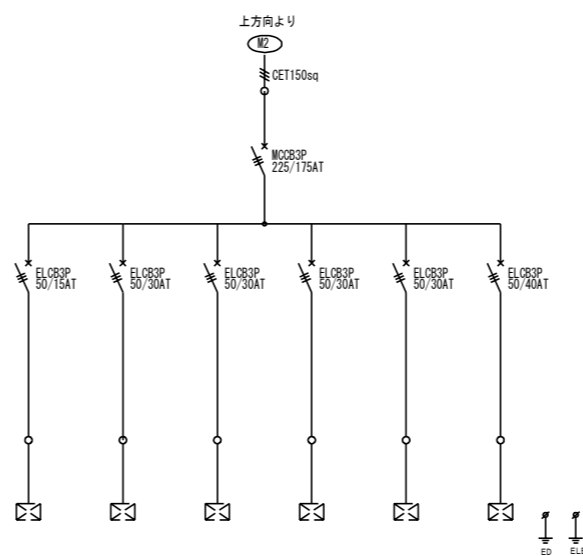 上方向より
M2
CET150sq
MCCB3P
225/175AT
ELCB3P
50/15AT
ELCB3P
50/30AT
ELCB3P
50/30AT
ELCB3P
50/30AT
ELCB3P
50/30AT
ELCB3P
50/40AT
ED